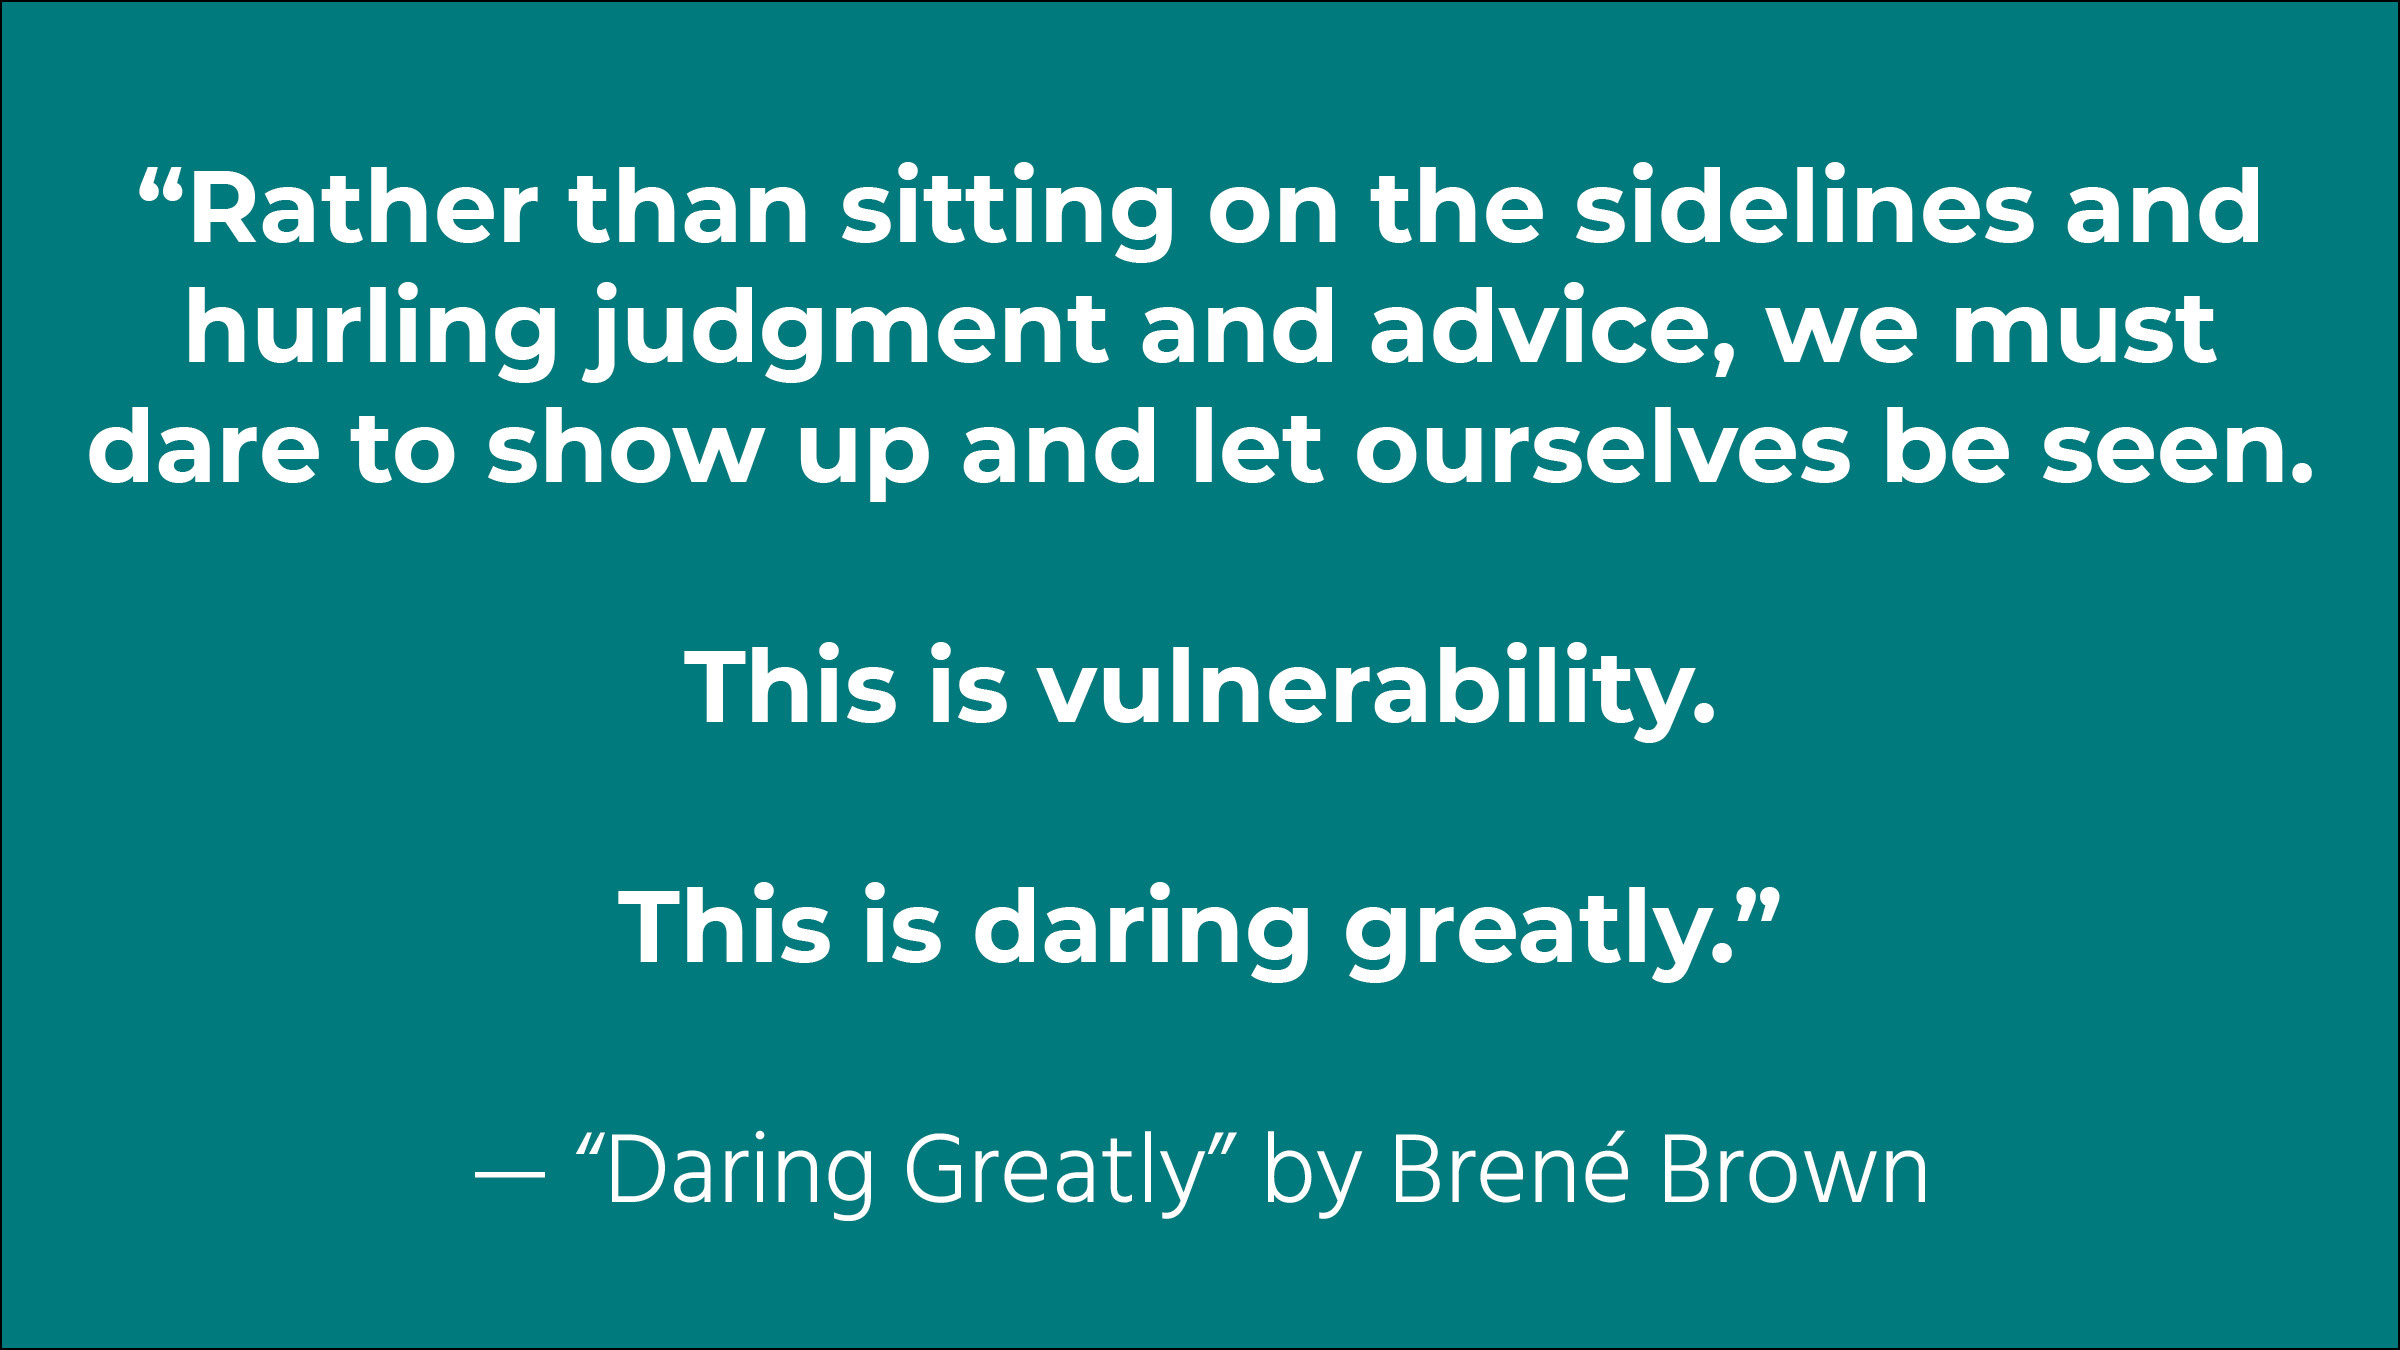 “Rather than sitting on the sidelines and
hurling judgment and advice, we must
dare to show up and let ourselves be seen.
This is vulnerability.
This is daring greatly.”
— “Daring Greatly” by Brené Brown